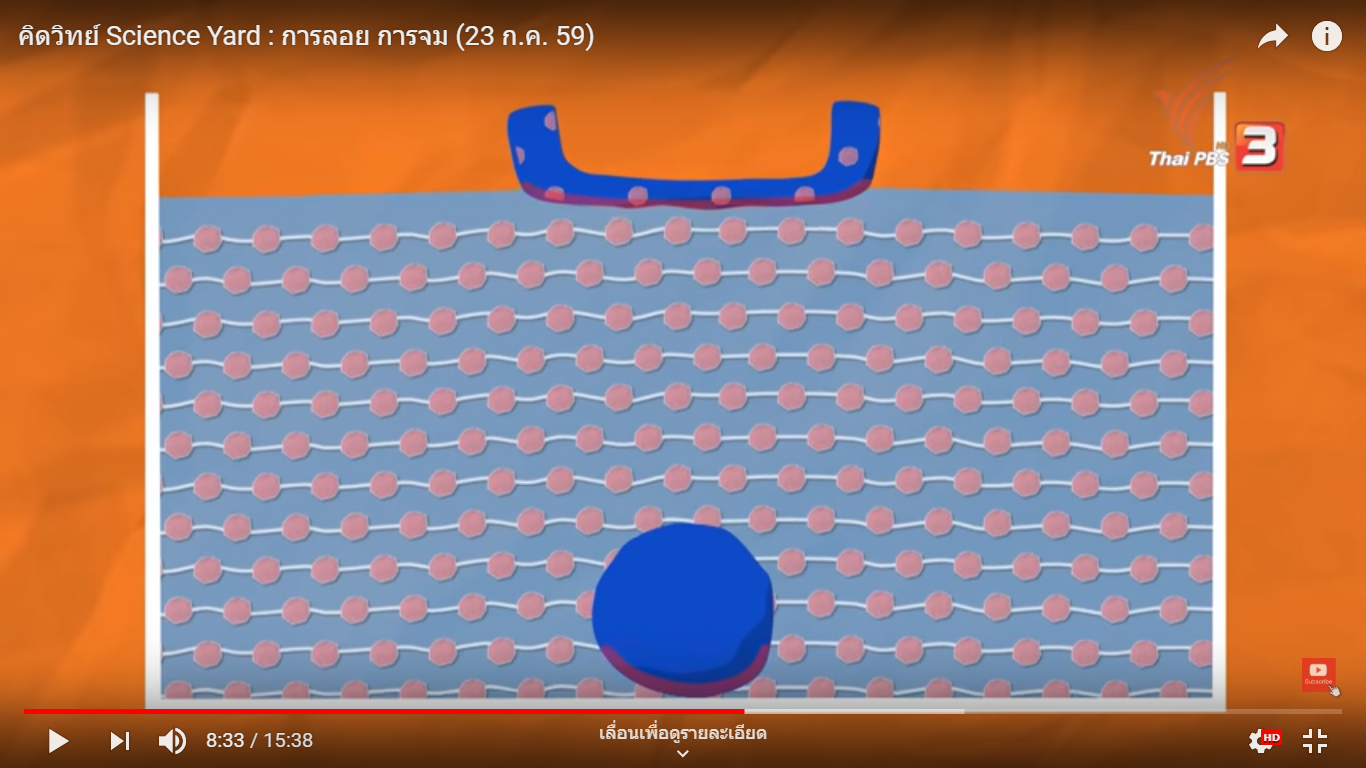 คิดวิทย์ Science Yard : การลอย การจม (23 ก.ค. 59)
Thai PBS HD 3
Subscribe
8:33 / 15:38
เลื่อนเพื่อดูรายละเอียด
HD